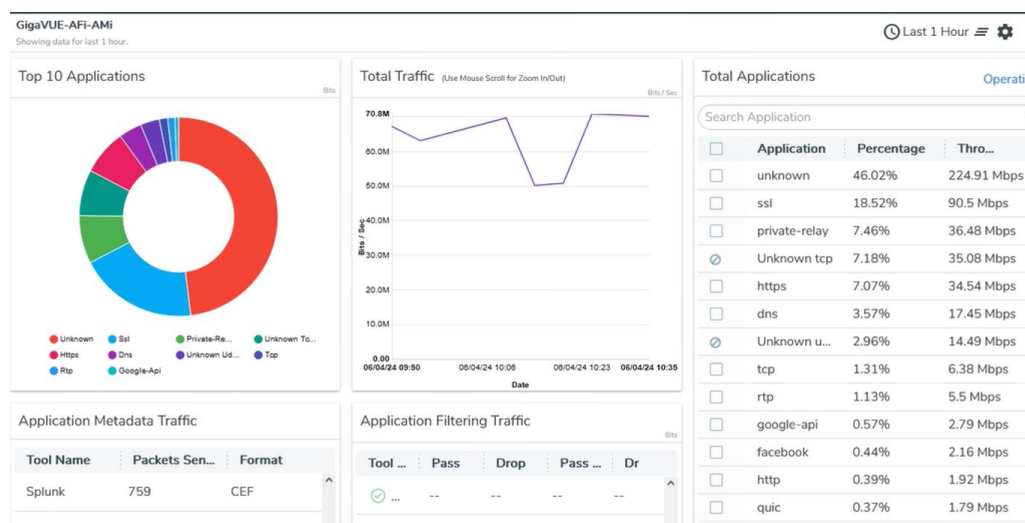 GigaVUE-AFi-AMi
Showing data for last 1 hour.
Last 1 Hour
Top 10 Applications
Bits
Unknown
Ssl
Private-Re...
Unknown Tc...
Https
Dns
Unknown Ud...
Tcp
Rtp
Google-Api
Total Traffic (Use Mouse Scroll for Zoom In/Out)
Bits / Sec
70.8M
60.0M
50.0M
40.0M
30.0M
20.0M
10.0M
0.00
Bits / Sec
06/04/24 09:50
06/04/24 10:06
06/04/24 10:23
06/04/24 10:35
Date
Total Applications
Operati
Search Application
Application Percentage Thro...
unknown 46.02% 224.91 Mbps
ssl 18.52% 90.5 Mbps
private-relay 7.46% 36.48 Mbps
Unknown tcp 7.18% 35.08 Mbps
https 7.07% 34.54 Mbps
dns 3.57% 17.45 Mbps
Unknown u... 2.96% 14.49 Mbps
tcp 1.31% 6.38 Mbps
rtp 1.13% 5.5 Mbps
google-api 0.57% 2.79 Mbps
facebook 0.44% 2.16 Mbps
http 0.39% 1.92 Mbps
quic 0.37% 1.79 Mbps
Application Metadata Traffic
Tool Name Packets Sen... Format
Splunk 759 CEF
Application Filtering Traffic
Bits
Tool ... Pass Drop Pass ... Dr
... -- -- -- --